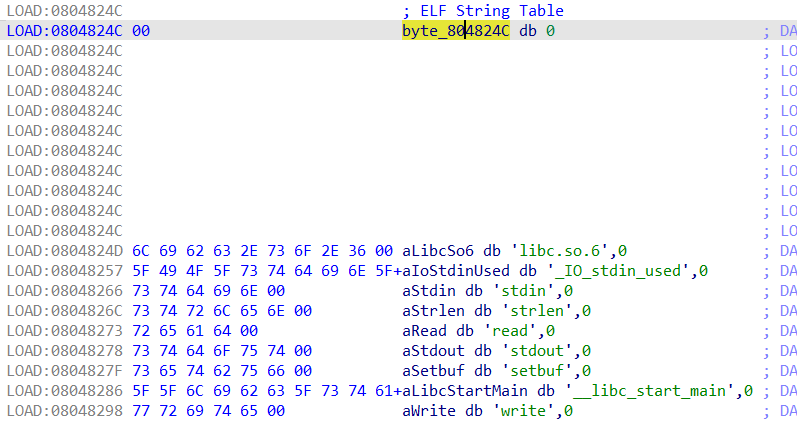 LOAD:0804824C ; ELF String Table
LOAD:0804824C 00 byte_804824C db 0 ; DA
LOAD:0804824C ; LO
LOAD:0804824C ; LO
LOAD:0804824C ; LO
LOAD:0804824C ; LO
LOAD:0804824C ; LO
LOAD:0804824C ; LO
LOAD:0804824C ; LO
LOAD:0804824C ; LO
LOAD:0804824C ; LO
LOAD:0804824C ; LO
LOAD:0804824D 6C 69 62 63 2E 73 6F 2E 36 00 aLibcSo6 db 'libc.so.6',0 ; DA
LOAD:08048257 5F 49 4F 5F 73 74 64 69 6E 5F+aIoStdinUsed db '_IO_stdin_used',0 ; DA
LOAD:08048266 73 74 64 69 6E 00 aStdin db 'stdin',0 ; DA
LOAD:0804826C 73 74 72 6C 65 6E 00 aStrlen db 'strlen',0 ; DA
LOAD:08048273 72 65 61 64 00 aRead db 'read',0 ; DA
LOAD:08048278 73 74 64 6F 75 74 00 aStdout db 'stdout',0 ; DA
LOAD:0804827F 73 65 74 62 75 66 00 aSetbuf db 'setbuf',0 ; DA
LOAD:08048286 5F 5F 6C 69 62 63 5F 73 74 61+aLibcStartMain db '__libc_start_main',0 ; DA
LOAD:08048298 77 72 69 74 65 00 aWrite db 'write',0 ; DA